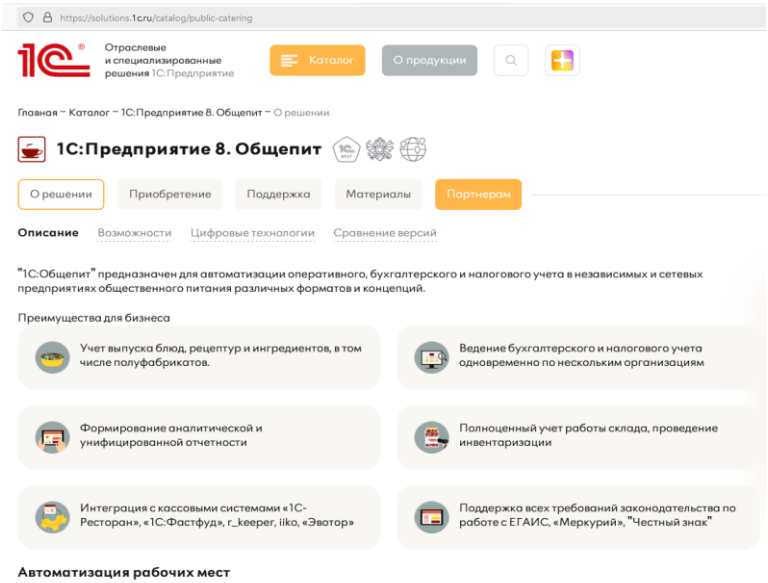 https://solutions.1c.ru/catalog/public-catering
1С®
Отраслевые
и специализированные
решения 1С:Предприятие
Каталог
О продукции
Главная – Каталог – 1С:Предприятие 8. Общепит – О решении
1С:Предприятие 8. Общепит
О решении
Приобретение
Поддержка
Материалы
Партнерам
Описание
Возможности
Цифровые технологии
Сравнение версий
"1С:Общепит" предназначен для автоматизации оперативного, бухгалтерского и налогового учета в независимых и сетевых
предприятиях общественного питания различных форматов и концепций.
Преимущества для бизнеса
Учет выпуска блюд, рецептур и ингредиентов, в том
числе полуфабрикатов.
Ведение бухгалтерского и налогового учета
одновременно по нескольким организациям
Формирование аналитической и
унифицированной отчетности
Полноценный учет работы склада, проведение
инвентаризации
Интеграция с кассовыми системами «1С-
Ресторан», «1С:Фастфуд», r_keeper, iiko, «Эвотор»
Поддержка всех требований законодательства по
работе с ЕГАИС, «Меркурий», "Честный знак"
Автоматизация рабочих мест